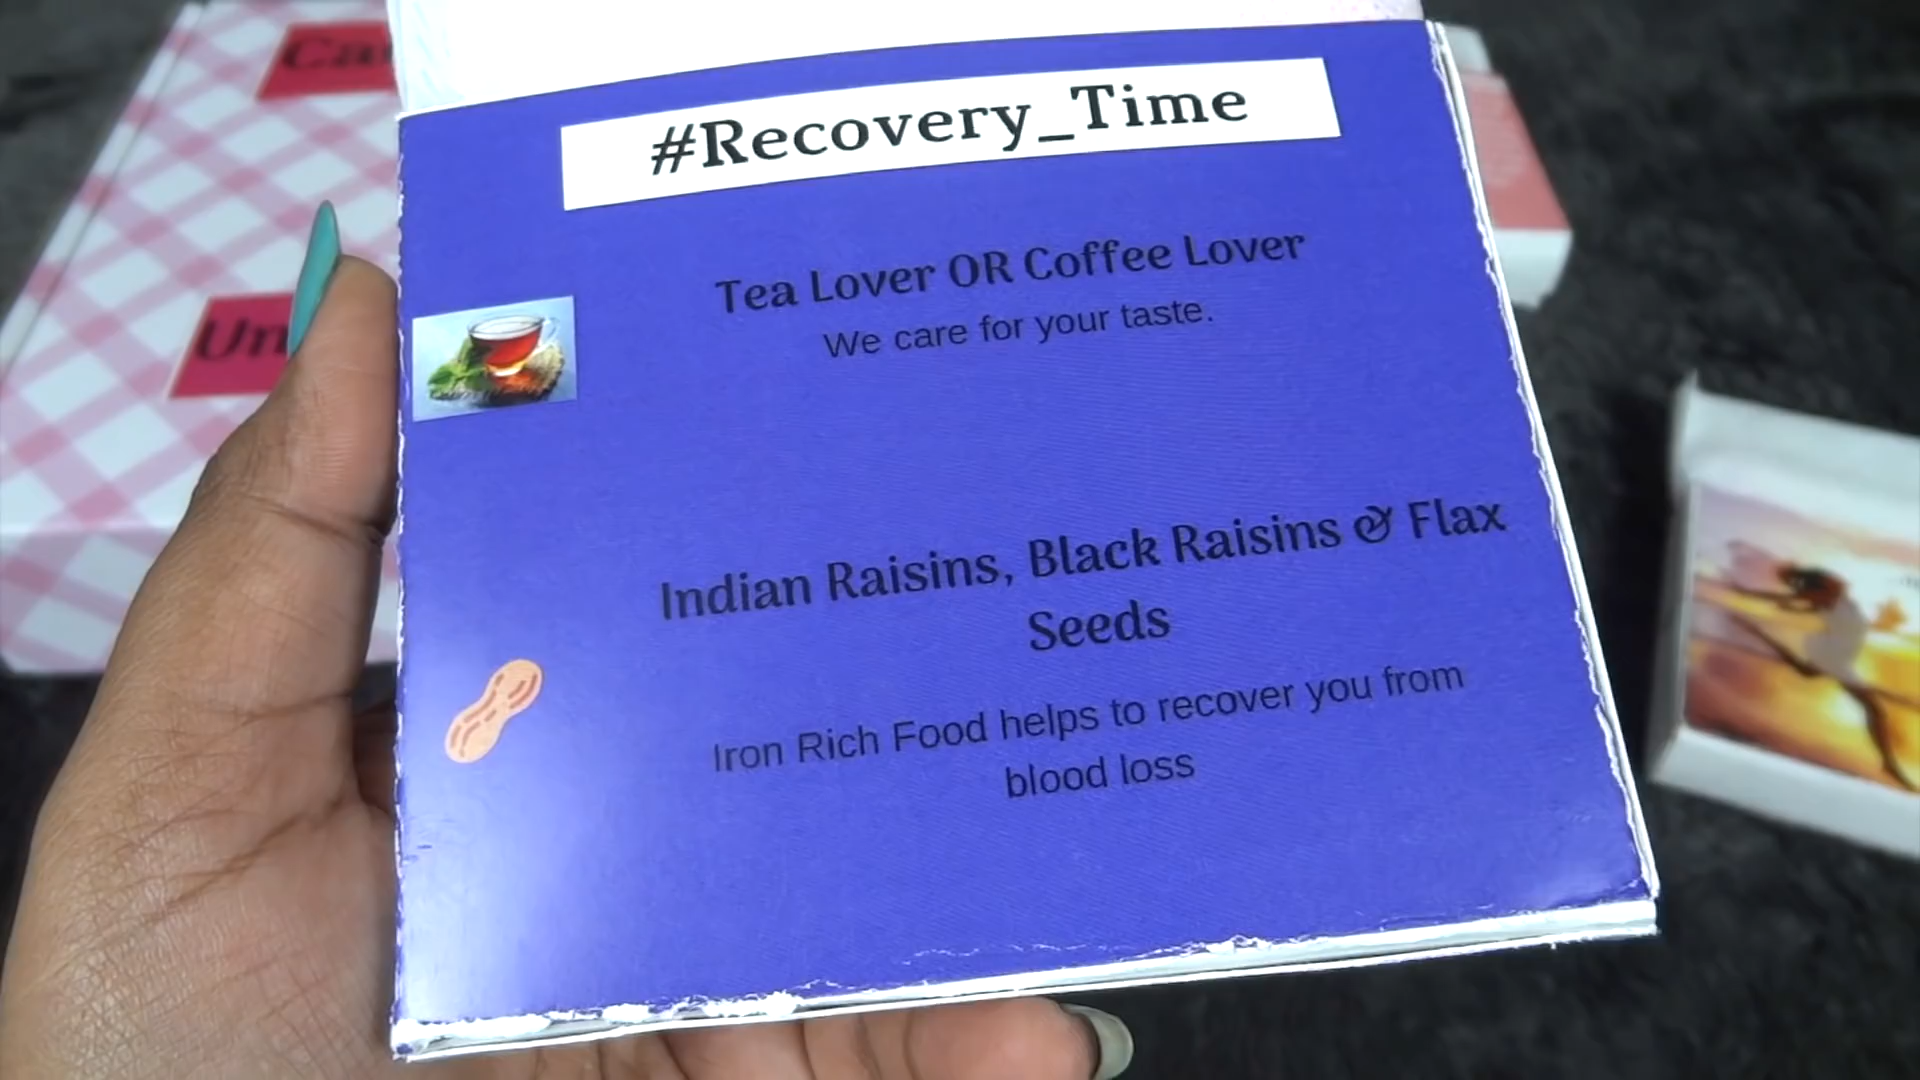 #Recovery_Time
Tea Lover OR Coffee Lover
We care for your taste.
Indian Raisins, Black Raisins & Flax
Seeds
Iron Rich Food helps to recover you from
blood loss